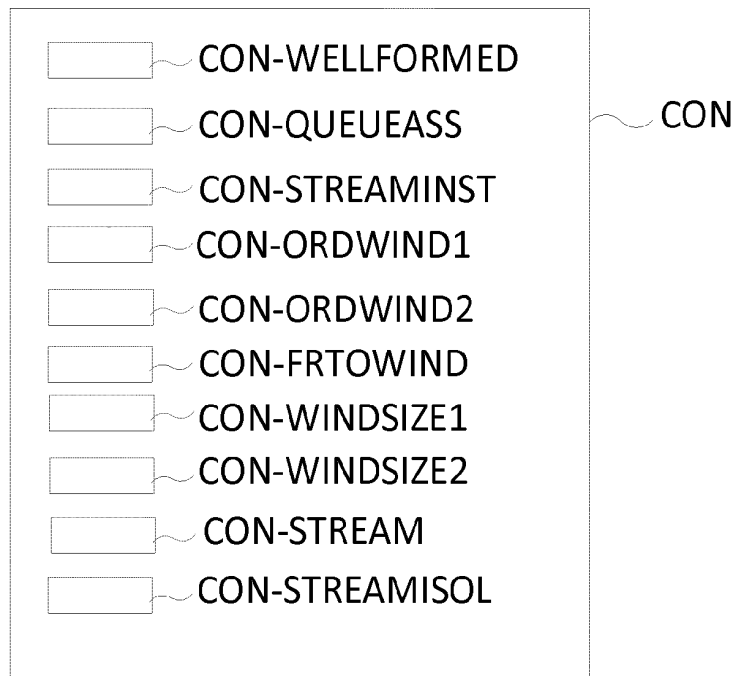 CON-WELLFORMED
CON-QUEUEASS
CON
CON-STREAMINST
CON-ORDWIND1
CON-ORDWIND2
CON-FRTOWIND
CON-WINDSIZE1
CON-WINDSIZE2
CON-STREAM
CON-STREAMISOL